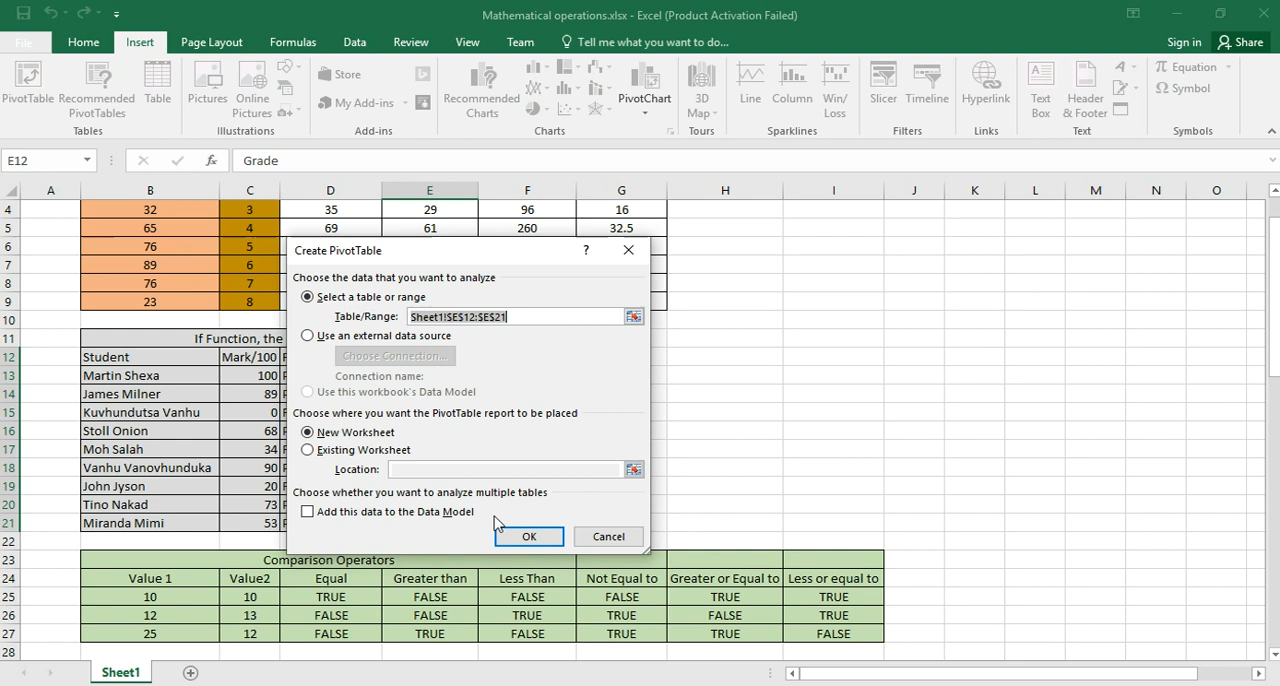 Mathematical operations.xlsx - Excel (Product Activation Failed)
File Home Insert Page Layout Formulas Data Review View Team Tell me what you want to do... Sign in Share
PivotTable Recommended PivotTables Table Pictures Online Pictures Store My Add-ins Recommended Charts PivotChart 3D Map Line Column Win/Loss Slicer Timeline Hyperlink Text Box Header & Footer Equation Symbol
Tables Illustrations Add-ins Charts Tours Sparklines Filters Links Text Symbols
E12 fx Grade
A B C D E F G H I J K L M N O
4 32 3 35 29 96 16
5 65 4 69 61 260 32.5
6 76 5
7 89 6
8 76 7
9 23 8
10
11 If Function, the
12 Student Mark/100
13 Martin Shexa 100
14 James Milner 89
15 Kuvhundutsa Vanhu 0
16 Stoll Onion 68
17 Moh Salah 34
18 Vanhu Vanovhunduka 90
19 John Jyson 20
20 Tino Nakad 73
21 Miranda Mimi 53
22
Create PivotTable ?
Choose the data that you want to analyze
Select a table or range
Table/Range: Sheet1!$E$12:$E$21
Use an external data source
Choose Connection...
Connection name:
Use this workbook's Data Model
Choose where you want the PivotTable report to be placed
New Worksheet
Existing Worksheet
Location:
Choose whether you want to analyze multiple tables
Add this data to the Data Model
OK Cancel
23 Comparison Operators
24 Value 1 Value2 Equal Greater than Less Than Not Equal to Greater or Equal to Less or equal to
25 10 10 TRUE FALSE FALSE FALSE TRUE TRUE
26 12 13 FALSE FALSE TRUE TRUE FALSE TRUE
27 25 12 FALSE TRUE FALSE TRUE TRUE FALSE
28
Sheet1